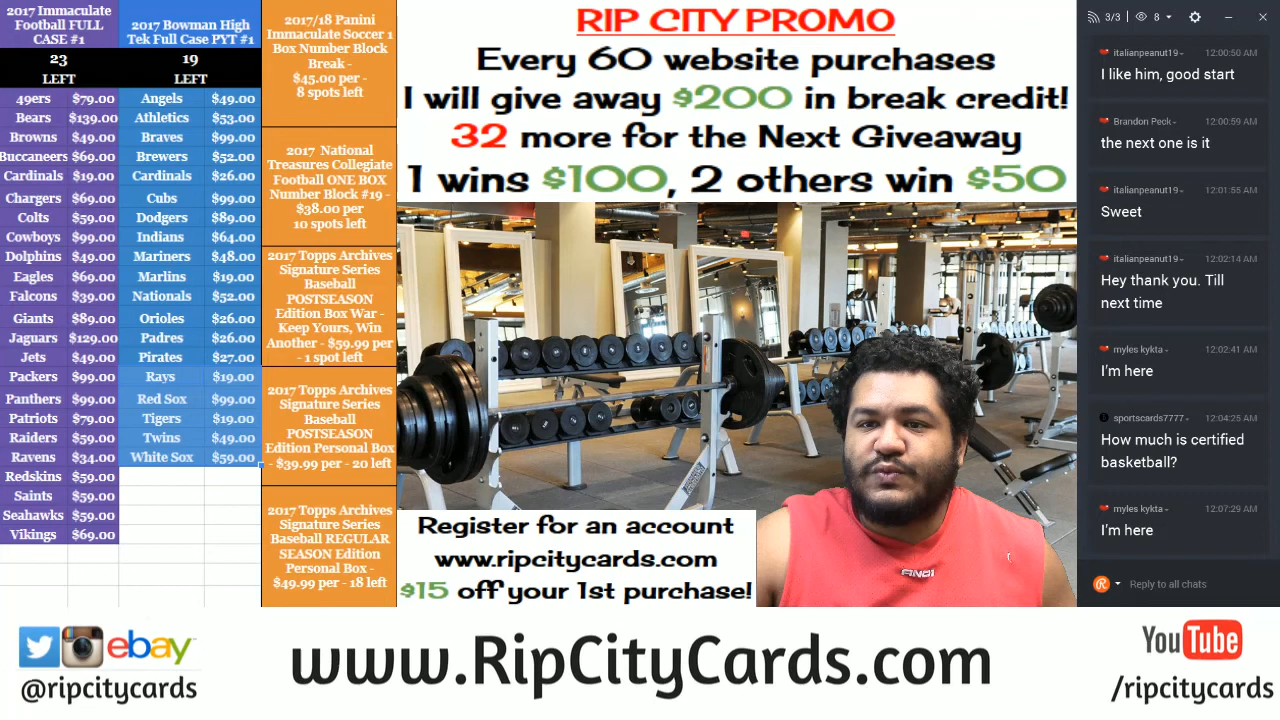 2017 Immaculate
Football FULL
CASE #1
23
LEFT
49ers $79.00
Bears $139.00
Browns $49.00
Buccaneers $69.00
Cardinals $19.00
Chargers $69.00
Colts $59.00
Cowboys $99.00
Dolphins $49.00
Eagles $69.00
Falcons $39.00
Giants $89.00
Jaguars $129.00
Jets $49.00
Packers $99.00
Panthers $99.00
Patriots $79.00
Raiders $59.00
Ravens $34.00
Redskins $59.00
Saints $59.00
Seahawks $59.00
Vikings $69.00
2017 Bowman High
Tek Full Case PYT #1
19
LEFT
Angels $49.00
Athletics $53.00
Braves $99.00
Brewers $52.00
Cardinals $26.00
Cubs $99.00
Dodgers $89.00
Indians $64.00
Mariners $48.00
Marlins $19.00
Nationals $52.00
Orioles $26.00
Padres $26.00
Pirates $27.00
Rays $19.00
Red Sox $99.00
Tigers $19.00
Twins $49.00
White Sox $59.00
2017/18 Panini
Immaculate Soccer 1
Box Number Block
Break -
$45.00 per -
8 spots left
2017 National
Treasures Collegiate
Football ONE BOX
Number Block #19 -
$38.00 per
10 spots left
2017 Topps Archives
Signature Series
Baseball
POSTSEASON
Edition Box War -
Keep Yours, Win
Another - $59.99 per
- 1 spot left
2017 Topps Archives
Signature Series
Baseball
POSTSEASON
Edition Personal Box
- $39.99 per - 20 left
2017 Topps Archives
Signature Series
Baseball REGULAR
SEASON Edition
Personal Box -
$49.99 per - 18 left
RIP CITY PROMO
Every 60 website purchases
I will give away $200 in break credit!
32 more for the Next Giveaway
1 wins $100, 2 others win $50
Register for an account
www.ripcitycards.com
$15 off your 1st purchase!
AND1
3/3 8
italianpeanut19 12:00:50 AM
I like him, good start
Brandon Peck 12:00:59 AM
the next one is it
italianpeanut19 12:01:55 AM
Sweet
italianpeanut19 12:02:14 AM
Hey thank you. Till
next time
myles kykta 12:02:41 AM
I'm here
sportscards7777 12:04:25 AM
How much is certified
basketball?
myles kykta 12:07:29 AM
I'm here
Reply to all chats
ebay
@ripcitycards
www.RipCityCards.com
YouTube
/ripcitycards